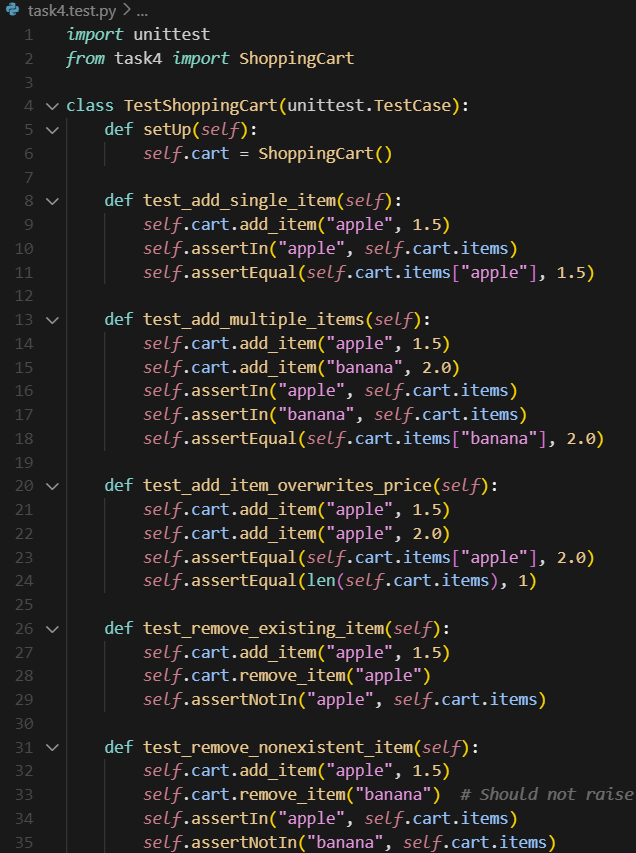 task4.test.py > ...
1 import unittest
2 from task4 import ShoppingCart
3
4 class TestShoppingCart(unittest.TestCase):
5     def setUp(self):
6         self.cart = ShoppingCart()
7
8     def test_add_single_item(self):
9         self.cart.add_item("apple", 1.5)
10         self.assertIn("apple", self.cart.items)
11         self.assertEqual(self.cart.items["apple"], 1.5)
12
13     def test_add_multiple_items(self):
14         self.cart.add_item("apple", 1.5)
15         self.cart.add_item("banana", 2.0)
16         self.assertIn("apple", self.cart.items)
17         self.assertIn("banana", self.cart.items)
18         self.assertEqual(self.cart.items["banana"], 2.0)
19
20     def test_add_item_overwrites_price(self):
21         self.cart.add_item("apple", 1.5)
22         self.cart.add_item("apple", 2.0)
23         self.assertEqual(self.cart.items["apple"], 2.0)
24         self.assertEqual(len(self.cart.items), 1)
25
26     def test_remove_existing_item(self):
27         self.cart.add_item("apple", 1.5)
28         self.cart.remove_item("apple")
29         self.assertNotIn("apple", self.cart.items)
30
31     def test_remove_nonexistent_item(self):
32         self.cart.add_item("apple", 1.5)
33         self.cart.remove_item("banana")  # Should not raise
34         self.assertIn("apple", self.cart.items)
35         self.assertNotIn("banana", self.cart.items)